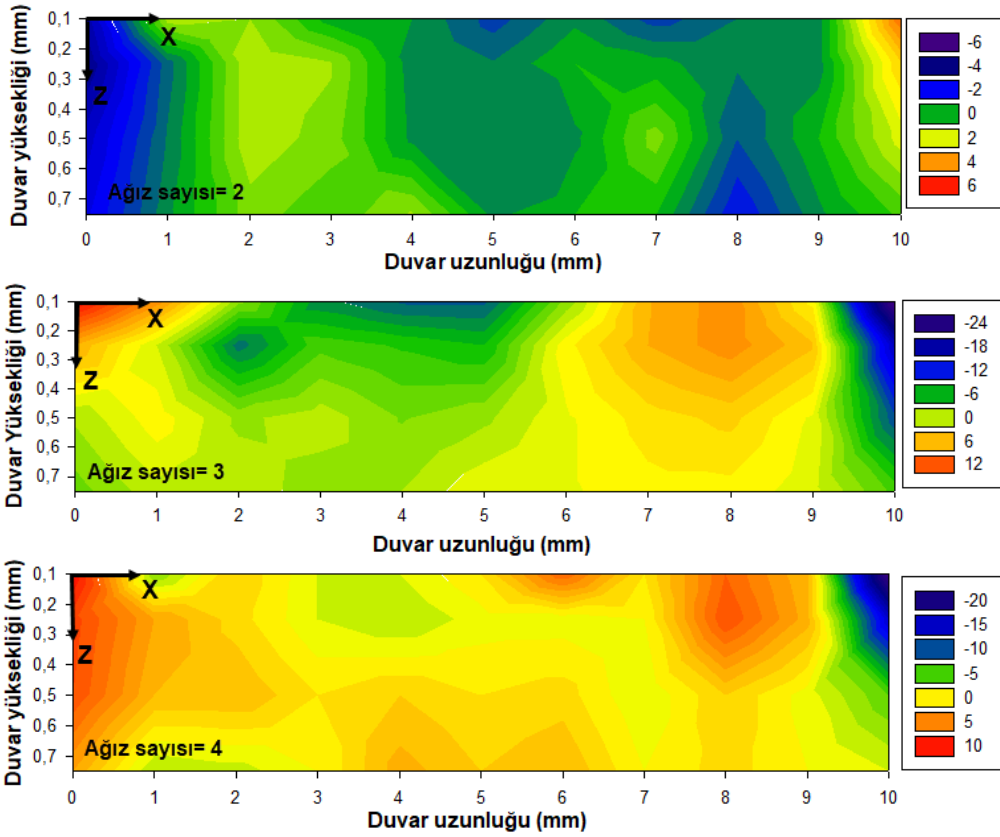 Duvar yüksekliği (mm)
0,1
0,2
0,3
0,4
0,5
0,6
0,7
X
Z
Ağız sayısı= 2
0 1 2 3 4 5 6 7 8 9 10
Duvar uzunluğu (mm)
-6
-4
-2
0
2
4
6
Duvar Yüksekliği (mm)
0,1
0,2
0,3
0,4
0,5
0,6
0,7
X
Z
Ağız sayısı= 3
0 1 2 3 4 5 6 7 8 9 10
Duvar uzunluğu (mm)
-24
-18
-12
-6
0
6
12
Duvar yüksekliği (mm)
0,1
0,2
0,3
0,4
0,5
0,6
0,7
X
Z
Ağız sayısı= 4
0 1 2 3 4 5 6 7 8 9 10
Duvar uzunluğu (mm)
-20
-15
-10
-5
0
5
10